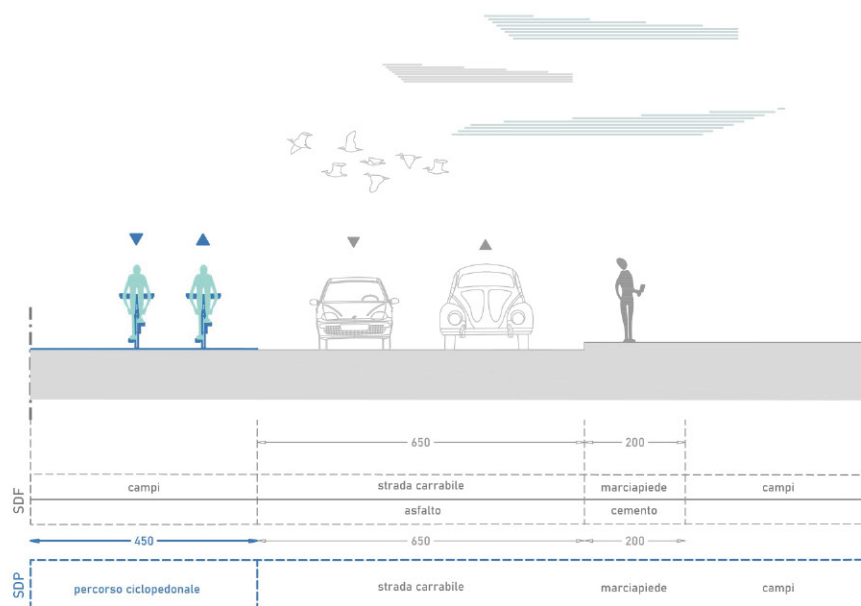 650
200
SDF
campi
strada carrabile
marciapiede
campi
asfalto
cemento
450
650
200
SDP
percorso ciclopedonale
strada carrabile
marciapiede
campi